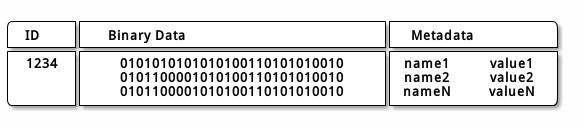 ID Binary Data Metadata
1234 0101010101010100110101010010 name1 value1
0101100001010100110101010010 name2 value2
0101100001010100110101010010 nameN valueN